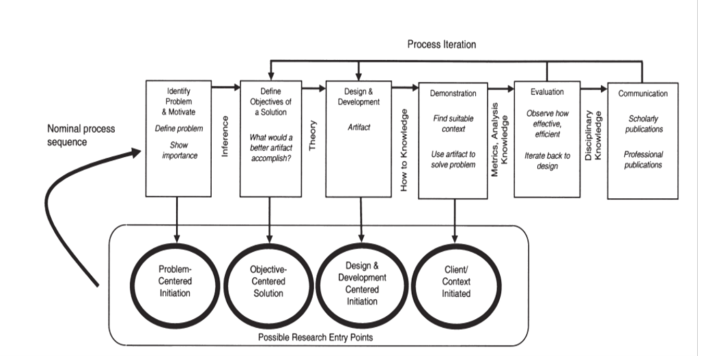 Process Iteration
Nominal process
sequence
Identify
Problem
& Motivate
Define problem
Show
importance
Inference
Define
Objectives of
a Solution
What would a
better artifact
accomplish?
Theory
Design &
Development
Artifact
How to Knowledge
Demonstration
Find suitable
context
Use artifact to
solve problem
Metrics, Analysis
Knowledge
Evaluation
Observe how
effective,
efficient
Iterate back to
design
Disciplinary
Knowledge
Communication
Scholarly
publications
Professional
publications
Problem-
Centered
Initiation
Objective-
Centered
Solution
Design &
Development
Centered
Initiation
Client/
Context
Initiated
Possible Research Entry Points